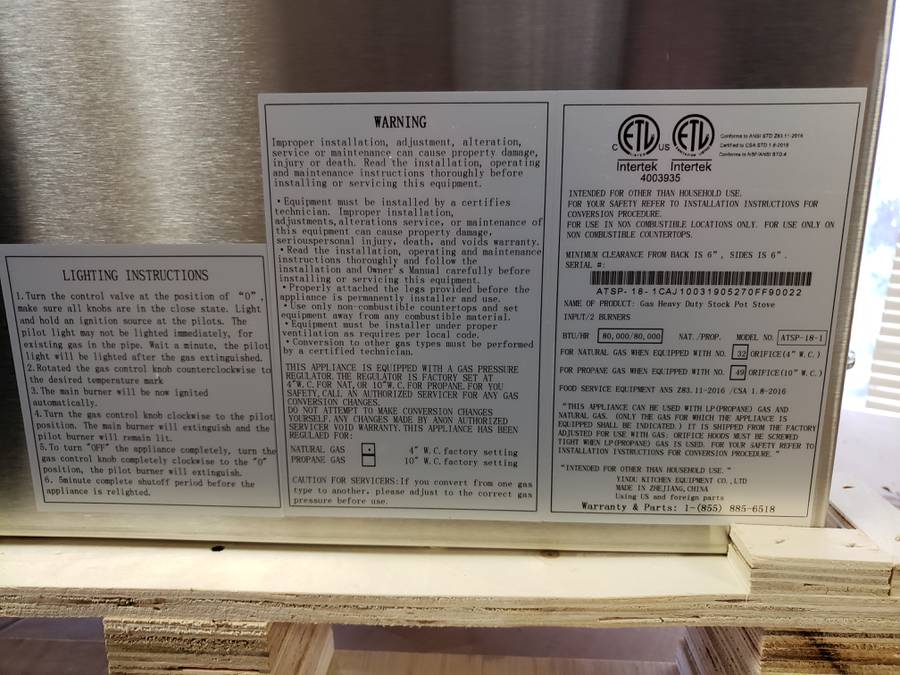 LIGHTING INSTRUCTIONS
1.Turn the control valve at the position of "0",
make sure all knobs are in the close state. Light
and hold an ignition source at the pilots. The
pilot light may not be lighted immediately, for
existing gas in the pipe. Wait a minute, the pilot
light will be lighted after the gas extinguished.
2.Rotated the gas control knob counterclockwise to
the desired temperature mark
3.The main burner will be now ignited
automatically.
4.Turn the gas control knob clockwise to the pilot
position. The main burner will extinguish and the
pilot burner will remain lit.
5.To turn "OFF" the appliance completely, turn the
gas control knob completely clockwise to the "0"
position, the pilot burner will extinguish.
6. 5minute complete shutoff period before the
appliance is relighted.
WARNING
Improper installation, adjustment, alteration,
service or maintenance can cause property damage,
injury or death. Read the installation, operating
and maintenance instructions thoroughly before
installing or servicing this equipment.
•Equipment must be installed by a certifies
technician. Improper installation,
adjustments, alterations service, or maintenance of
this equipment can cause property damage,
seriouspersonal injury, death, and voids warranty.
•Read the installation, operating and maintenance
instructions thoroughly and follow the
installation and Owner's Manual carefully before
installing or servicing this equipment.
•Properly attached the legs provided before the
appliance is permanently installer and use.
•Use only non-combustible countertops and set
equipment away from any combustible material.
•Equipment must be installer under proper
ventilation as requires per local code.
•Conversion to other gas types must be performed
by a certified technician.
THIS APPLIANCE IS EQUIPPED WITH A GAS PRESSURE
REGULATOR. THE REGULATOR IS FACTORY SET AT
4"W.C. FOR NAT, OR 10"W.C. FOR PROPANE. FOR YOU
SAFETY, CALL AN AUTHORIZED SERVICER FOR ANY GAS
CONVERSION CHANGES.
DO NOT ATTEMPT TO MAKE CONVERSION CHANGES
YOURSELF, ANY CHANGES MADE BY ANON AUTHORIZED
SERVICER VOID WARRANTY. THIS APPLIANCE HAS BEEN
REGULAED FOR:
NATURAL GAS 4" W.C. factory setting
PROPANE GAS 10" W.C. factory setting
CAUTION FOR SERVICERS:If you convert from one gas
type to another, please adjust to the correct gas
pressure before use.
C ETL US ETL
Intertek Intertek
4003935
Conforms to ANSI STD Z83.11-2016
Certified to CSA STD 1.8-2016
Conforms to NSF/ANSI STD.4
INTENDED FOR OTHER THAN HOUSEHOLD USE.
FOR YOUR SAFETY REFER TO INSTALLATION INSTRUCTIONS FOR
CONVERSION PROCEDURE.
FOR USE IN NON COMBUSTIBLE LOCATIONS ONLY. FOR USE ONLY ON
NON COMBUSTIBLE COUNTERTOPS.
MINIMUM CLEARANCE FROM BACK IS 6", SIDES IS 6".
SERIAL #:
ATSP-18-1CAJ10031905270FF90022
NAME OF PRODUCT: Gas Heavy Duty Stock Pot Stove
INPUT/2 BURNERS
BTU/HR 80,000/80,000 NAT./PROP. MODEL NO. ATSP-18-1
FOR NATURAL GAS WHEN EQUIPPED WITH NO. 32 ORIFICE(4" W.C.)
FOR PROPANE GAS WHEN EQUIPPED WITH NO. 49 ORIFICE(10" W.C.)
FOOD SERVICE EQUIPMENT ANS Z83.11-2016 /CSA 1.8-2016
"THIS APPLIANCE CAN BE USED WITH LP(PROPANE) GAS AND
NATURAL GAS. (ONLY THE GAS FOR WHICH THE APPLIANCE IS
EQUIPPED SHALL BE INDICATED.) IT IS SHIPPED FROM THE FACTORY
ADJUSTED FOR USE WITH GAS: ORIFICE HOODS MUST BE SCREWED
TIGHT WHEN LP(PROPANE) GAS IS USED. FOR YOUR SAFETY REFER TO
INSTALLATION INSTRUCTIONS FOR CONVERSION PROCEDURE."
"INTENDED FOR OTHER THAN HOUSEHOLD USE."
YINDU KITCHEN EQUIPMENT CO.,LTD
MADE IN ZHEJIANG,CHINA
Using US and foreign parts
Warranty & Parts: 1-(855) 885-6518